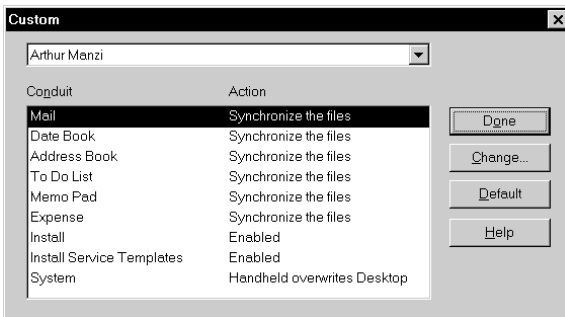 Custom
Arthur Manzi
Conduit Action
Mail Synchronize the files
Date Book Synchronize the files
Address Book Synchronize the files
To Do List Synchronize the files
Memo Pad Synchronize the files
Expense Synchronize the files
Install Enabled
Install Service Templates Enabled
System Handheld overwrites Desktop
Done
Change...
Default
Help